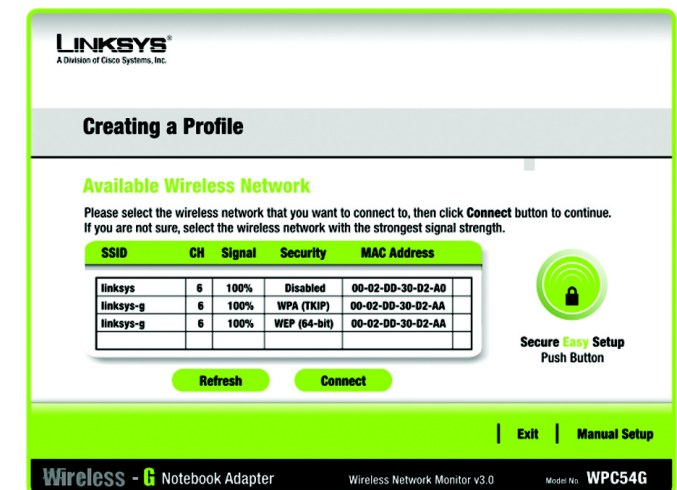 LINKSYS®
A Division of Cisco Systems, Inc.
Creating a Profile
Available Wireless Network
Please select the wireless network that you want to connect to, then click Connect button to continue.
If you are not sure, select the wireless network with the strongest signal strength.
SSID CH Signal Security MAC Address
linksys 6 100% Disabled 00-02-DD-30-D2-A0
linksys-g 6 100% WPA (TKIP) 00-02-DD-30-D2-AA
linksys-g 6 100% WEP (64-bit) 00-02-DD-30-D2-AA
Secure Easy Setup
Push Button
Refresh Connect
Exit Manual Setup
Wireless - G Notebook Adapter Wireless Network Monitor v3.0 Model No. WPC54G